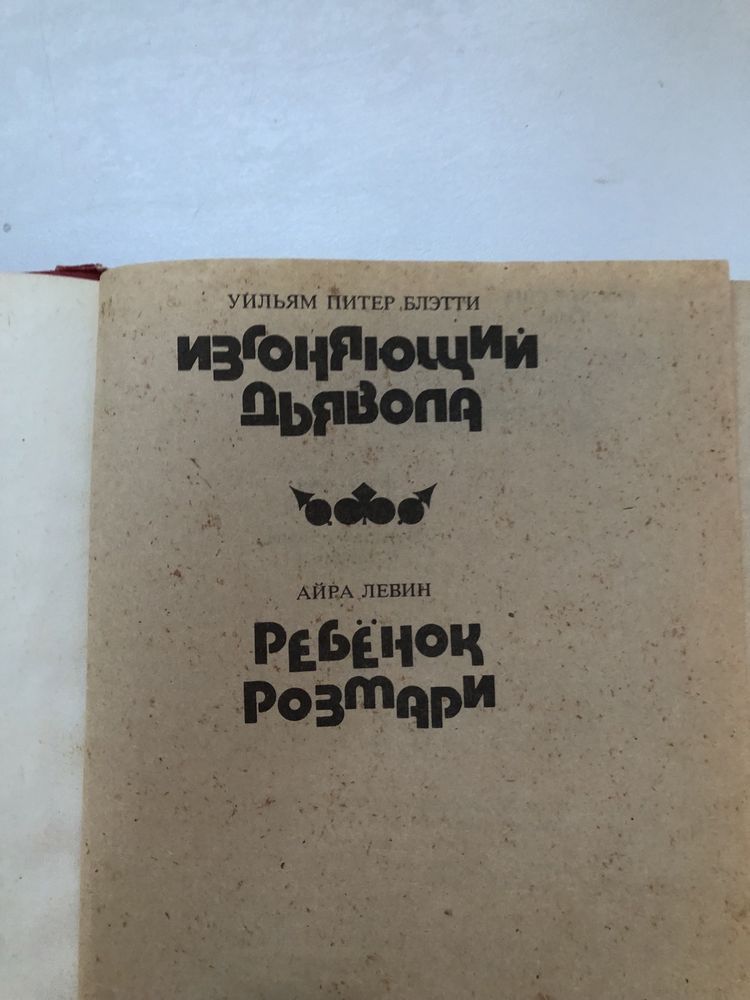 УИЛЬЯМ ПИТЕР БЛЭТТИ
ИЗГОНЯЮЩИЙ
ДЬЯВОЛА
АЙРА ЛЕВИН
РЕБЁНОК
РОЗМАРИ